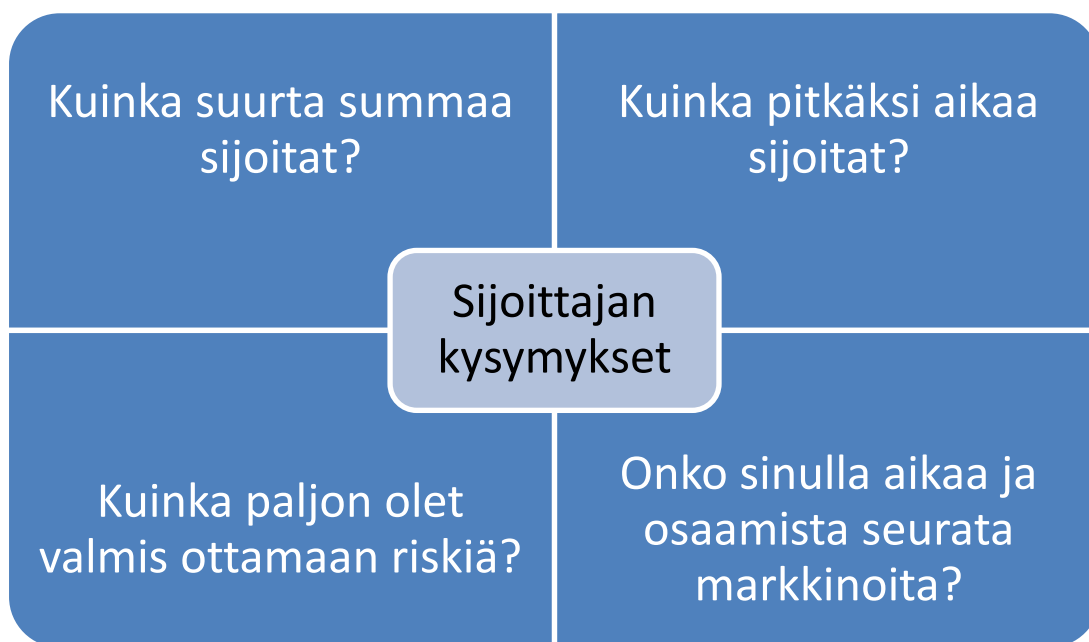 Kuinka suurta summaa
sijoitat?
Kuinka pitkäksi aikaa
sijoitat?
Sijoittajan
kysymykset
Kuinka paljon olet
valmis ottamaan riskiä?
Onko sinulla aikaa ja
osaamista seurata
markkinoita?